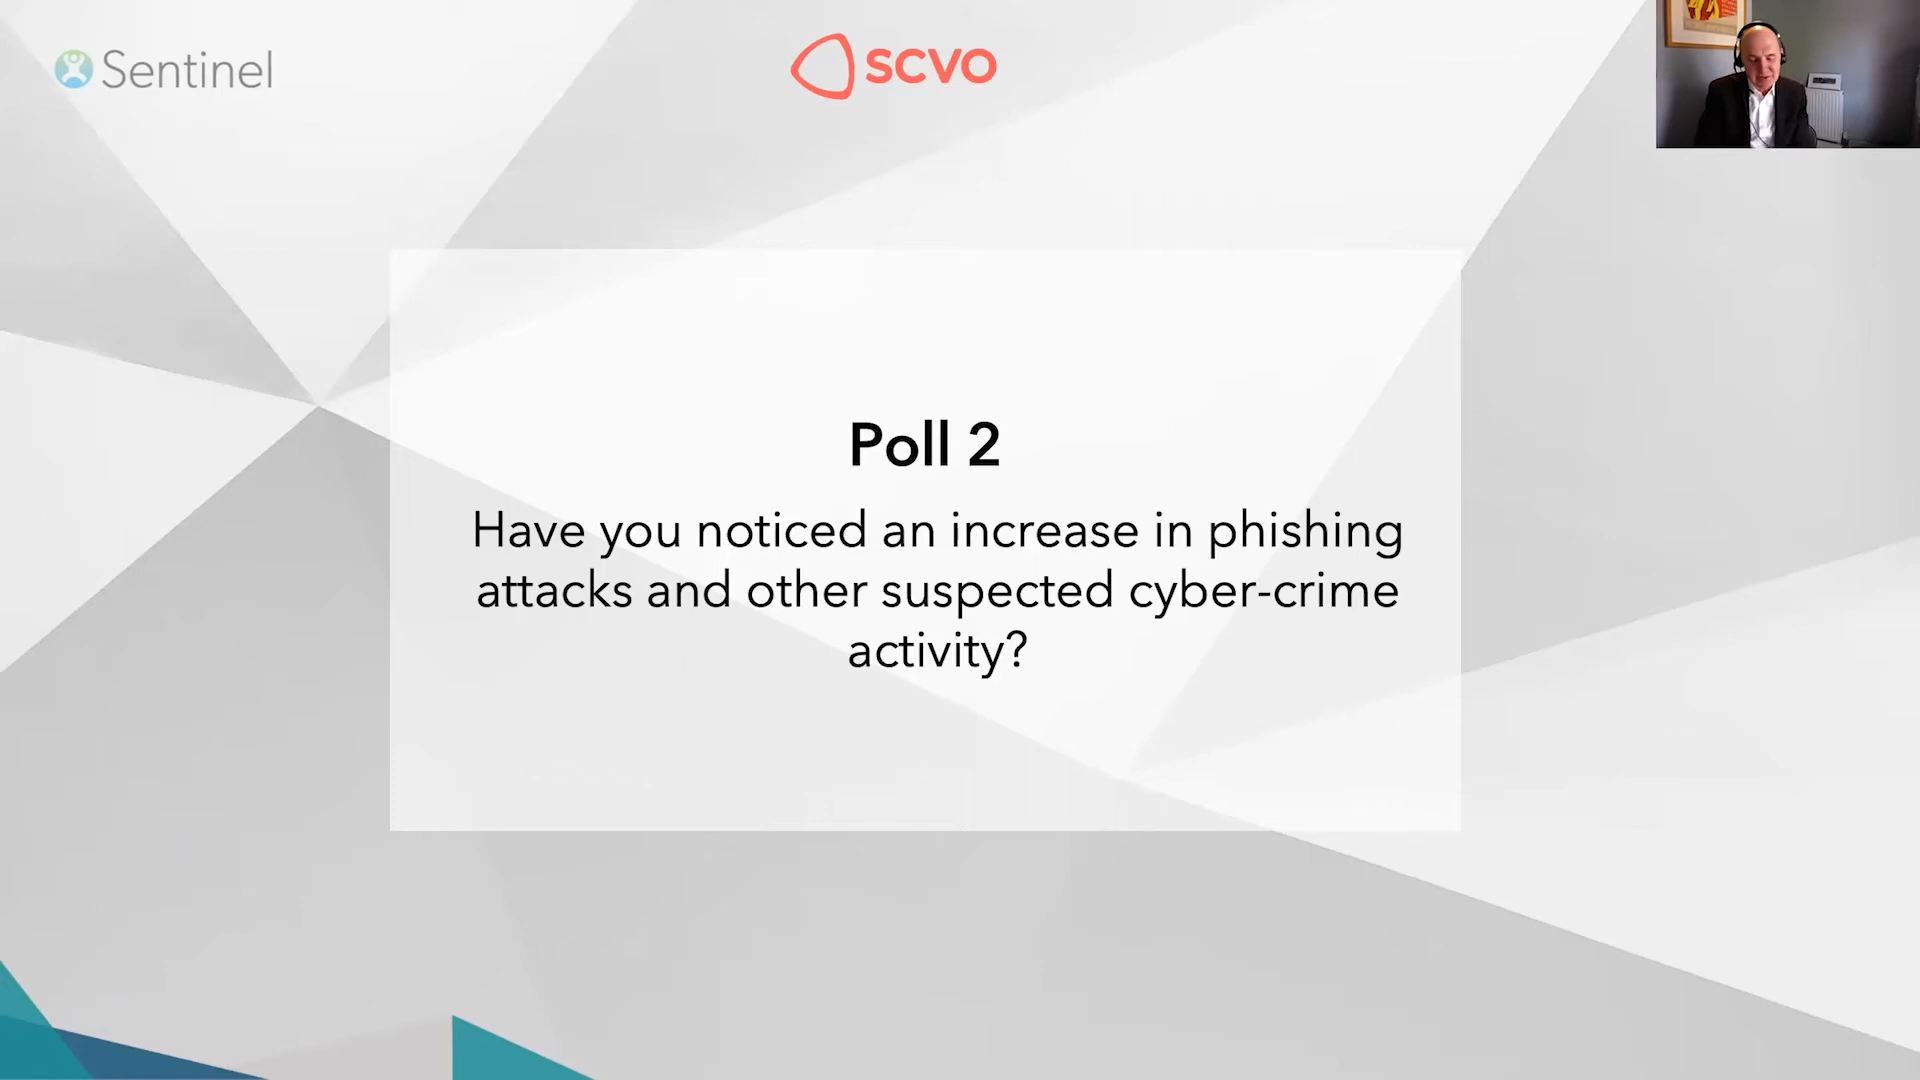 Sentinel
scvo
Poll 2
Have you noticed an increase in phishing
attacks and other suspected cyber-crime
activity?